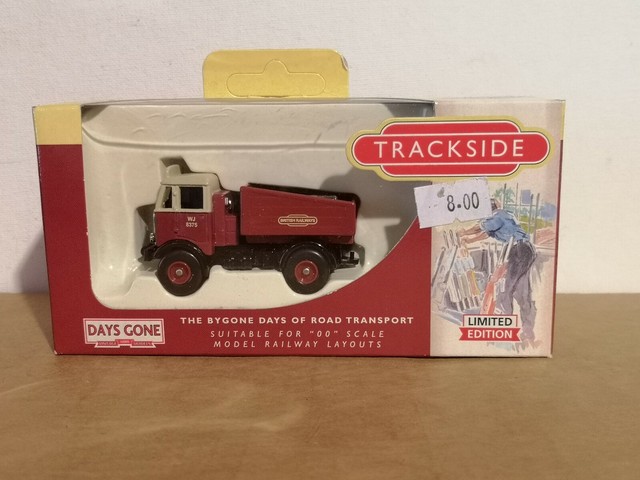 TRACKSIDE
8.00
WJ
8375
BRITISH RAILWAYS
DAYS GONE
THE BYGONE DAYS OF ROAD TRANSPORT
SUITABLE FOR "00" SCALE
MODEL RAILWAY LAYOUTS
LIMITED
EDITION